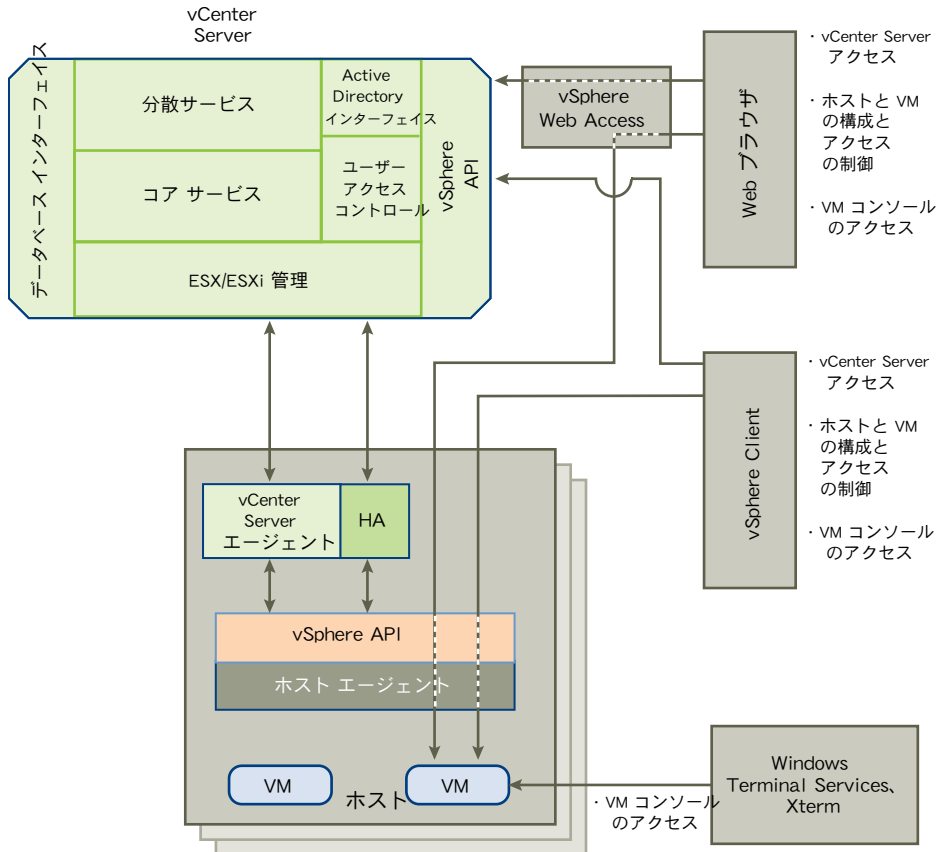 vCenter
Server
データベース インターフェイス
分散サービス
Active
Directory
インターフェイス
コア サービス
ユーザー
アクセス
コントロール
ESX/ESXi 管理
vSphere
API
vSphere
Web Access
Web ブラウザ
・vCenter Server
アクセス
・ホストと VM
の構成と
アクセス
の制御
・VM コンソール
のアクセス
vSphere Client
・vCenter Server
アクセス
・ホストと VM
の構成と
アクセス
の制御
・VM コンソール
のアクセス
vCenter
Server
エージェント
HA
vSphere API
ホスト エージェント
VM
ホスト
VM
・VM コンソール
のアクセス
Windows
Terminal Services、
Xterm